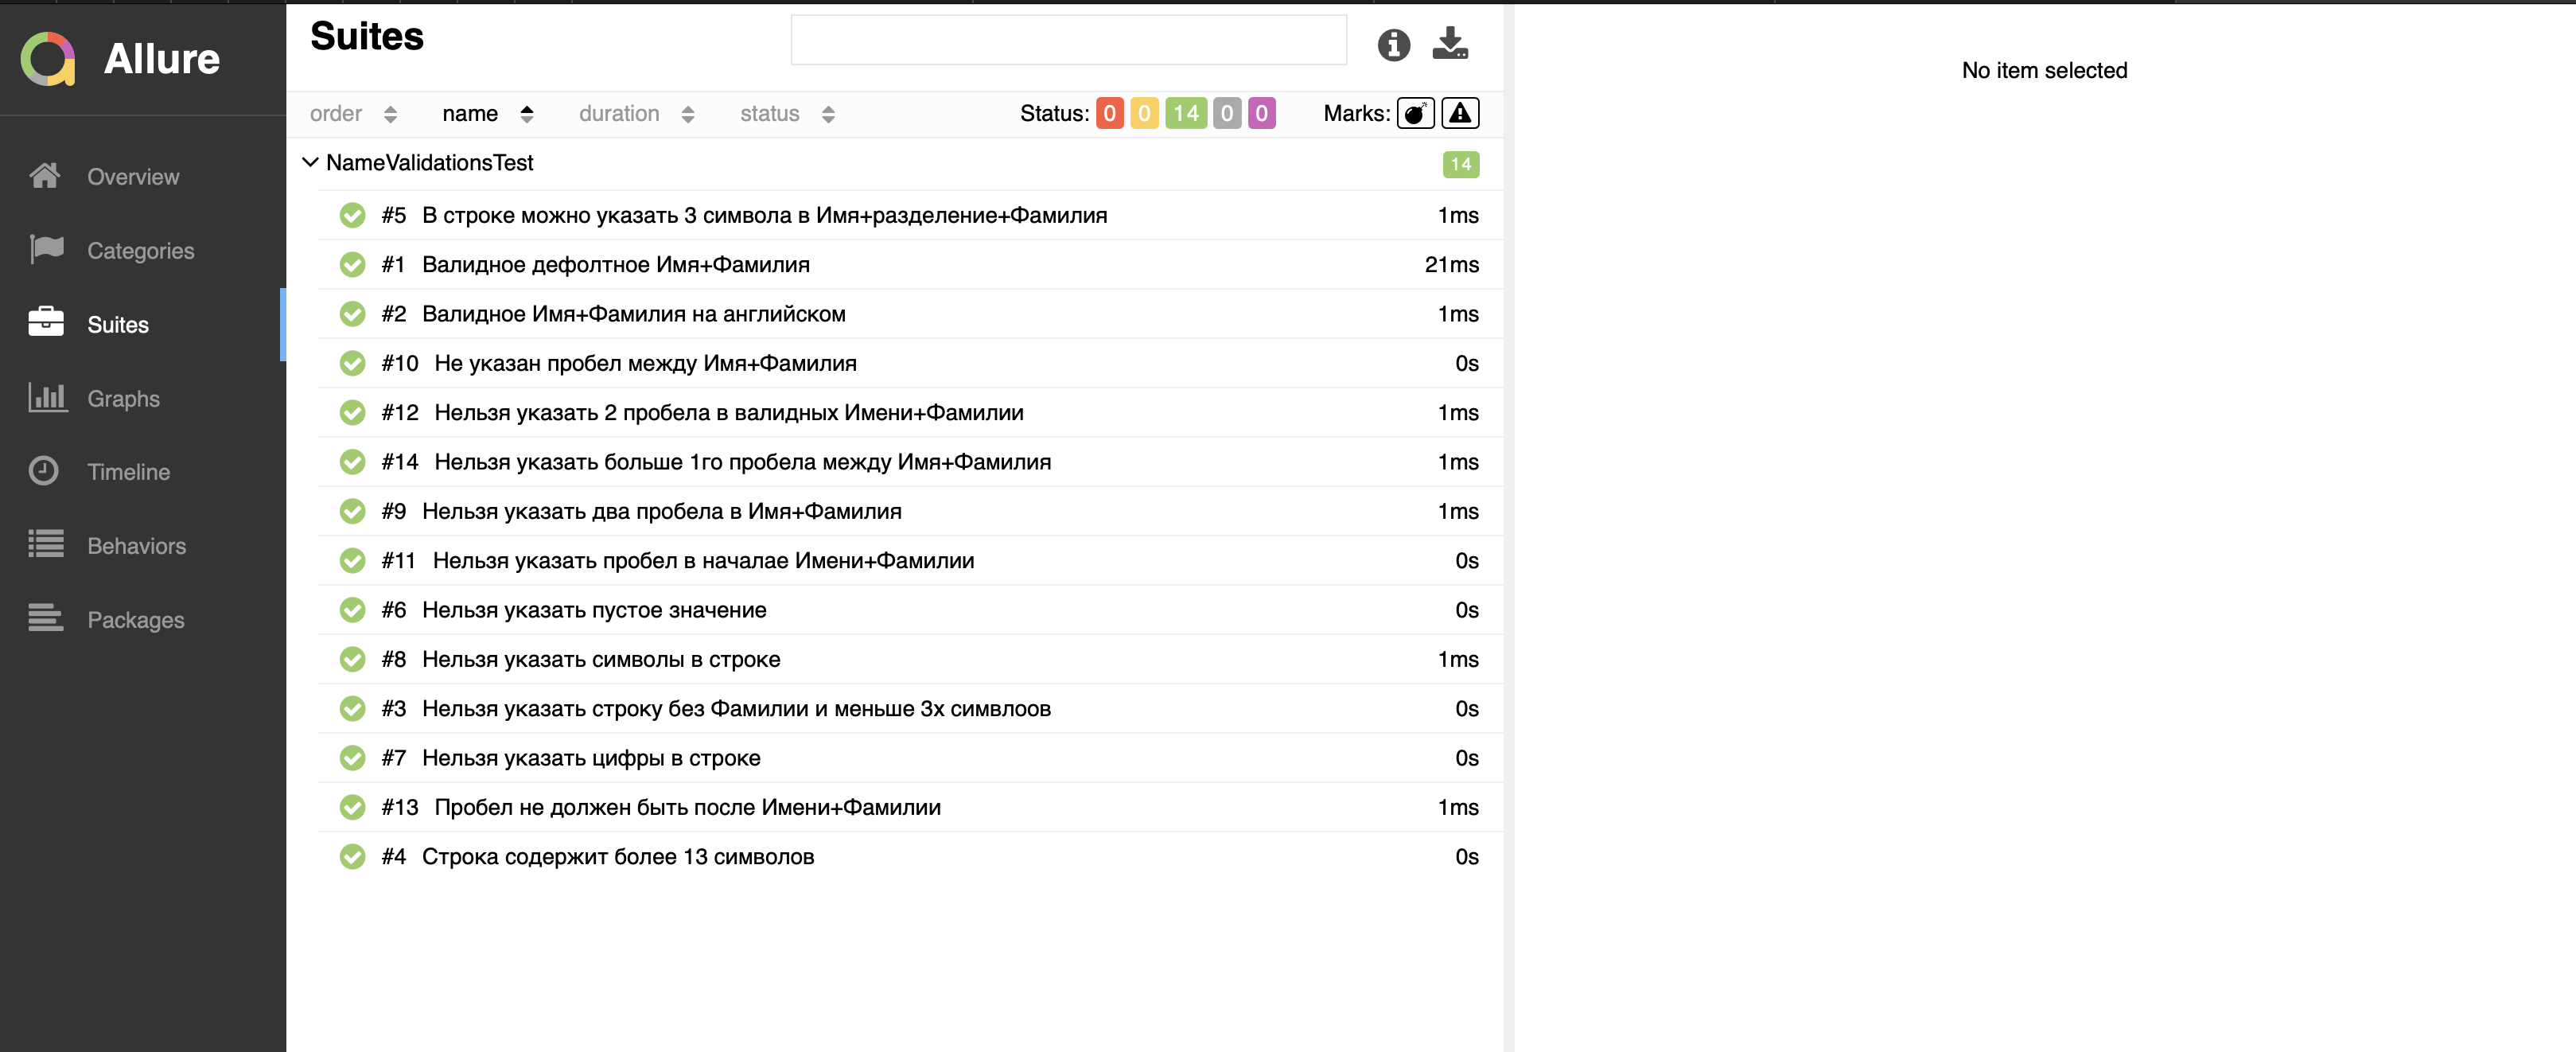 Allure
Overview
Categories
Suites
Graphs
Timeline
Behaviors
Packages
Suites
order name duration status Status: 0 0 14 0 0 Marks:
NameValidationsTest 14
#5 В строке можно указать 3 символа в Имя+разделение+Фамилия 1ms
#1 Валидное дефолтное Имя+Фамилия 21ms
#2 Валидное Имя+Фамилия на английском 1ms
#10 Не указан пробел между Имя+Фамилия 0s
#12 Нельзя указать 2 пробела в валидных Имени+Фамилии 1ms
#14 Нельзя указать больше 1го пробела между Имя+Фамилия 1ms
#9 Нельзя указать два пробела в Имя+Фамилия 1ms
#11 Нельзя указать пробел в началае Имени+Фамилии 0s
#6 Нельзя указать пустое значение 0s
#8 Нельзя указать символы в строке 1ms
#3 Нельзя указать строку без Фамилии и меньше 3х симвлоов 0s
#7 Нельзя указать цифры в строке 0s
#13 Пробел не должен быть после Имени+Фамилии 1ms
#4 Строка содержит более 13 символов 0s
No item selected